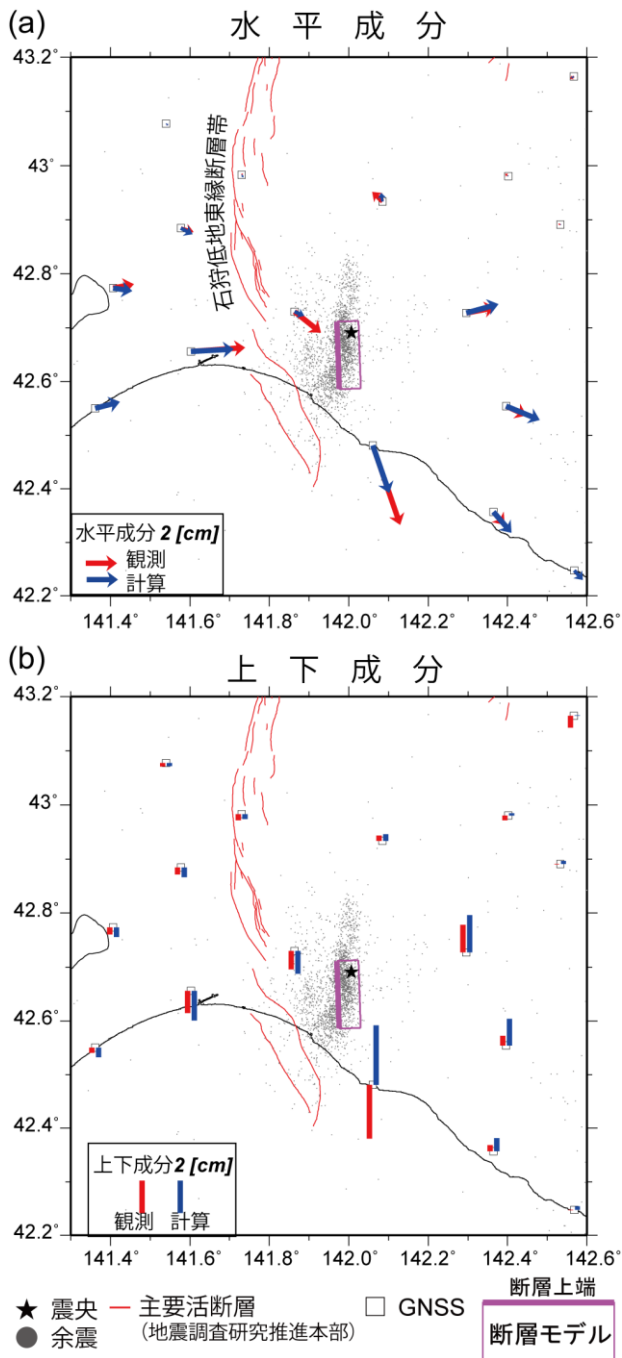 (a) 水 平 成 分
43.2°
43°
42.8°
42.6°
42.4°
42.2°
石狩低地東縁断層帯
水平成分 2 [cm]
観測
計算
141.4° 141.6° 141.8° 142.0° 142.2° 142.4° 142.6°
(b) 上 下 成 分
43.2°
43°
42.8°
42.6°
42.4°
42.2°
上下成分 2 [cm]
観測 計算
141.4° 141.6° 141.8° 142.0° 142.2° 142.4° 142.6°
断層上端
震央 主要活断層 GNSS
余震 (地震調査研究推進本部) 断層モデル